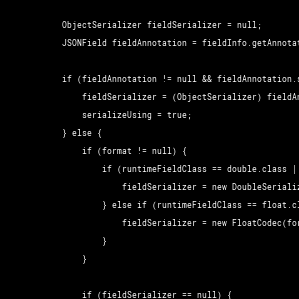 ObjectSerializer fieldSerializer = null;
JSONField fieldAnnotation = fieldInfo.getAnnotat
if (fieldAnnotation != null && fieldAnnotation.s
fieldSerializer = (ObjectSerializer) fieldAn
serializeUsing = true;
} else {
if (format != null) {
if (runtimeFieldClass == double.class |
fieldSerializer = new DoubleSerializ
} else if (runtimeFieldClass == float.cl
fieldSerializer = new FloatCodec(for
}
}
if (fieldSerializer == null) {